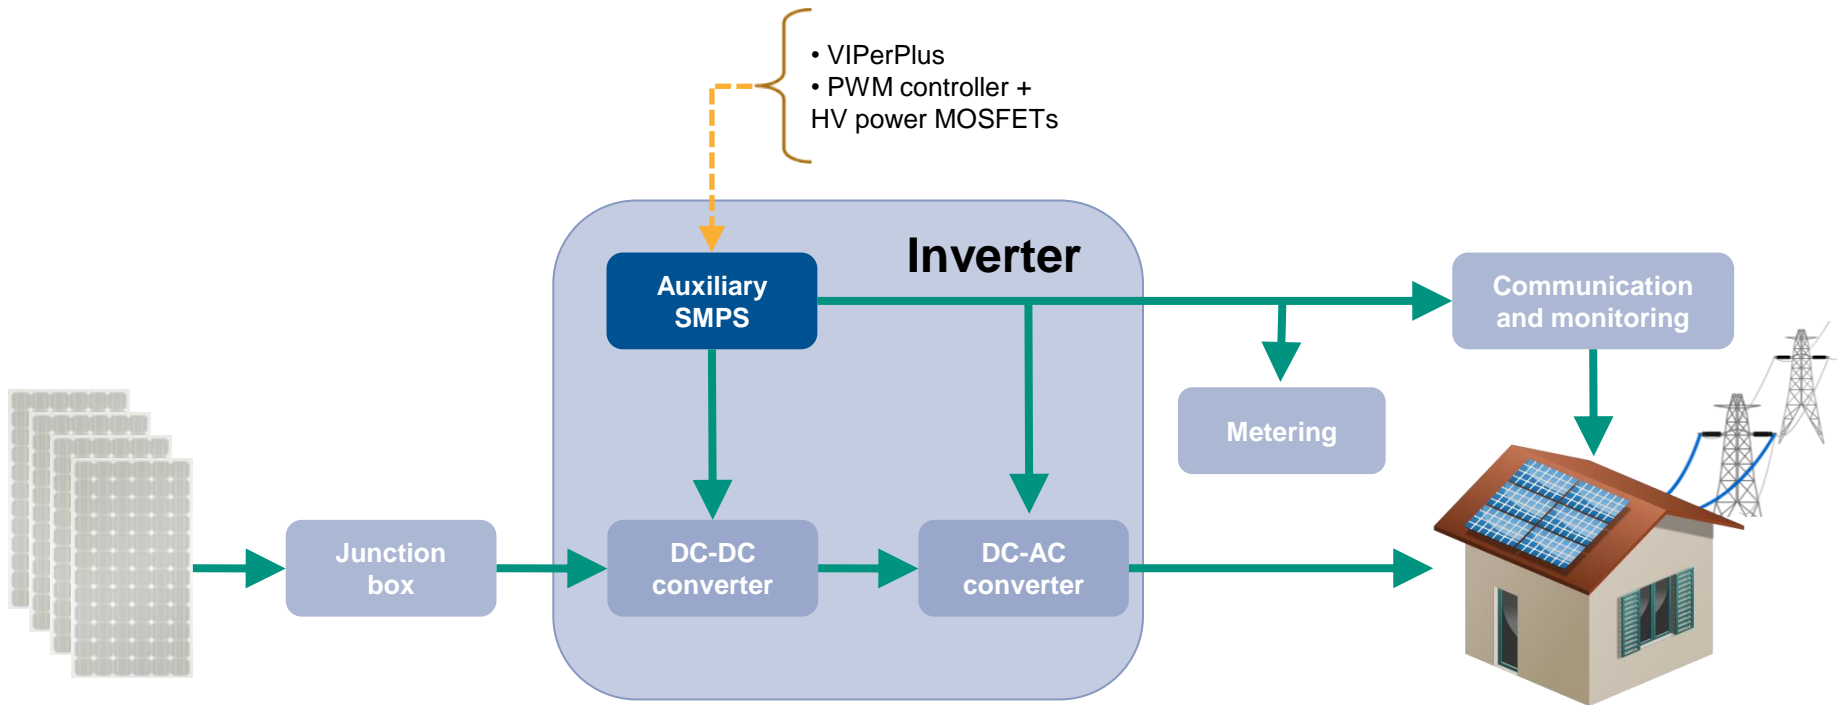 • VIPerPlus
• PWM controller +
HV power MOSFETs
Inverter
Auxiliary
SMPS
Communication
and monitoring
Metering
Junction
box
DC-DC
converter
DC-AC
converter